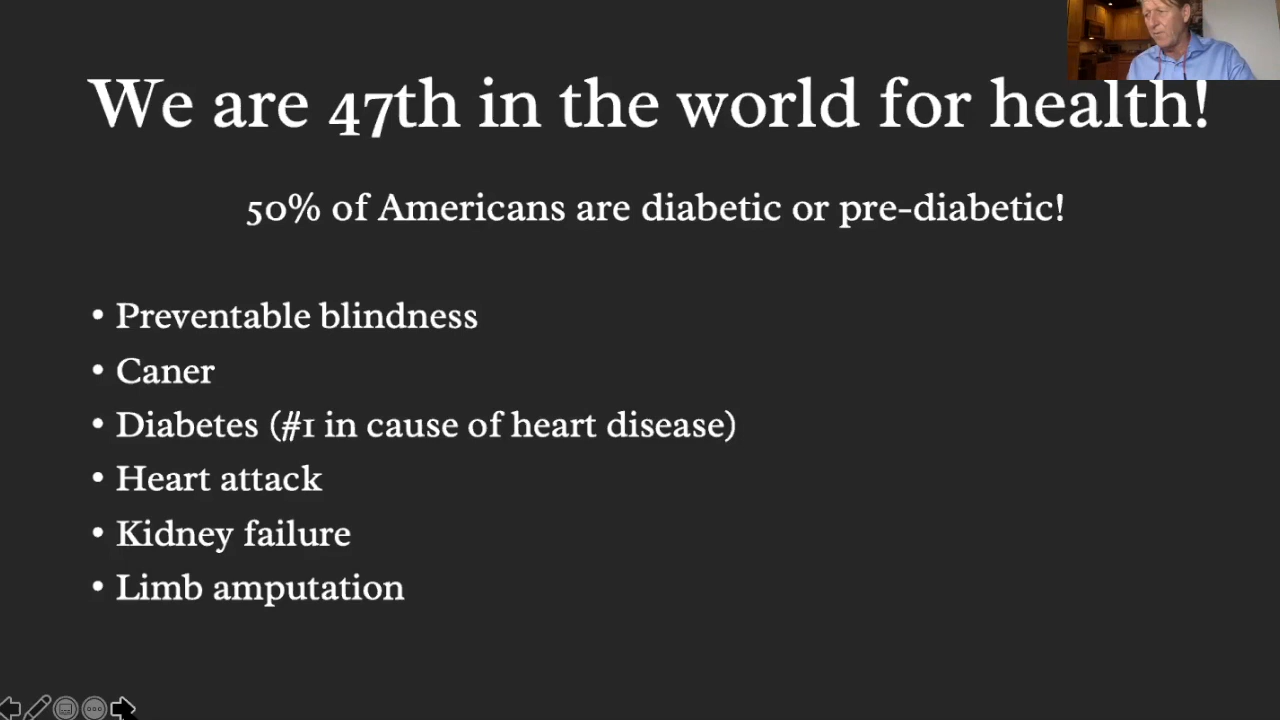 We are 47th in the world for health!
50% of Americans are diabetic or pre-diabetic!
• Preventable blindness
• Caner
• Diabetes (#1 in cause of heart disease)
• Heart attack
• Kidney failure
• Limb amputation